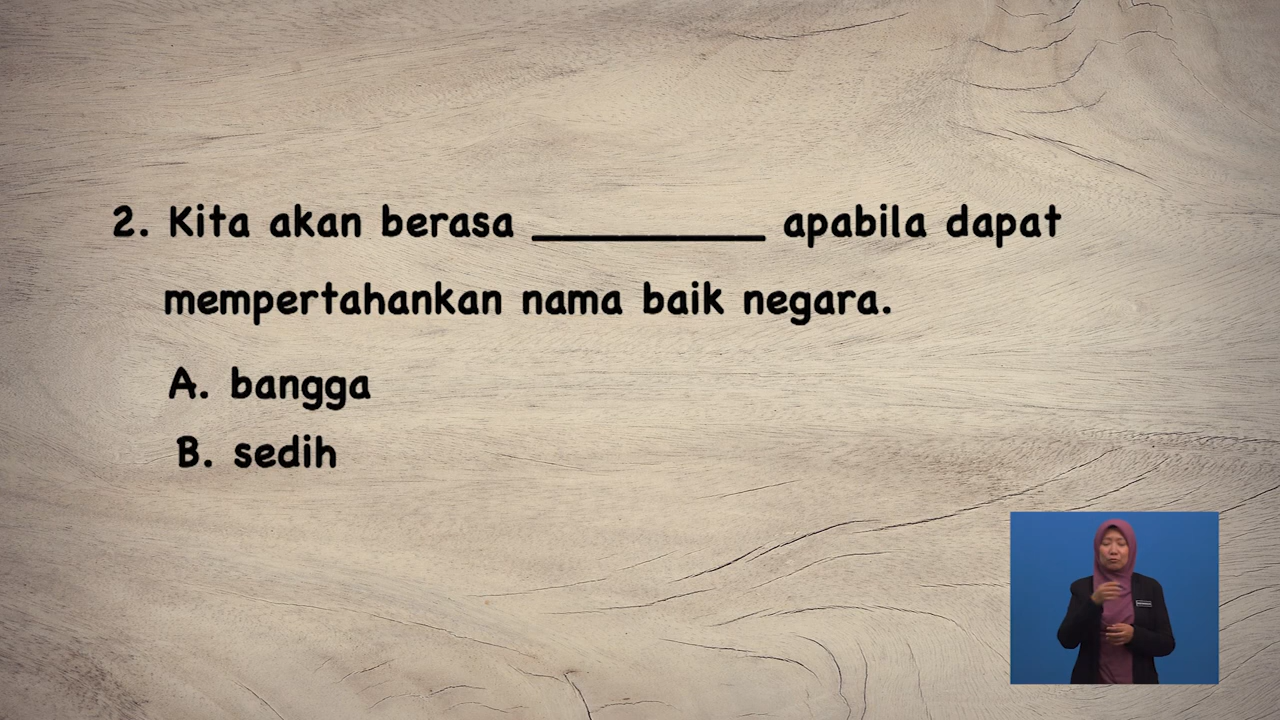 2. Kita akan berasa __________ apabila dapat
mempertahankan nama baik negara.
A. bangga
B. sedih